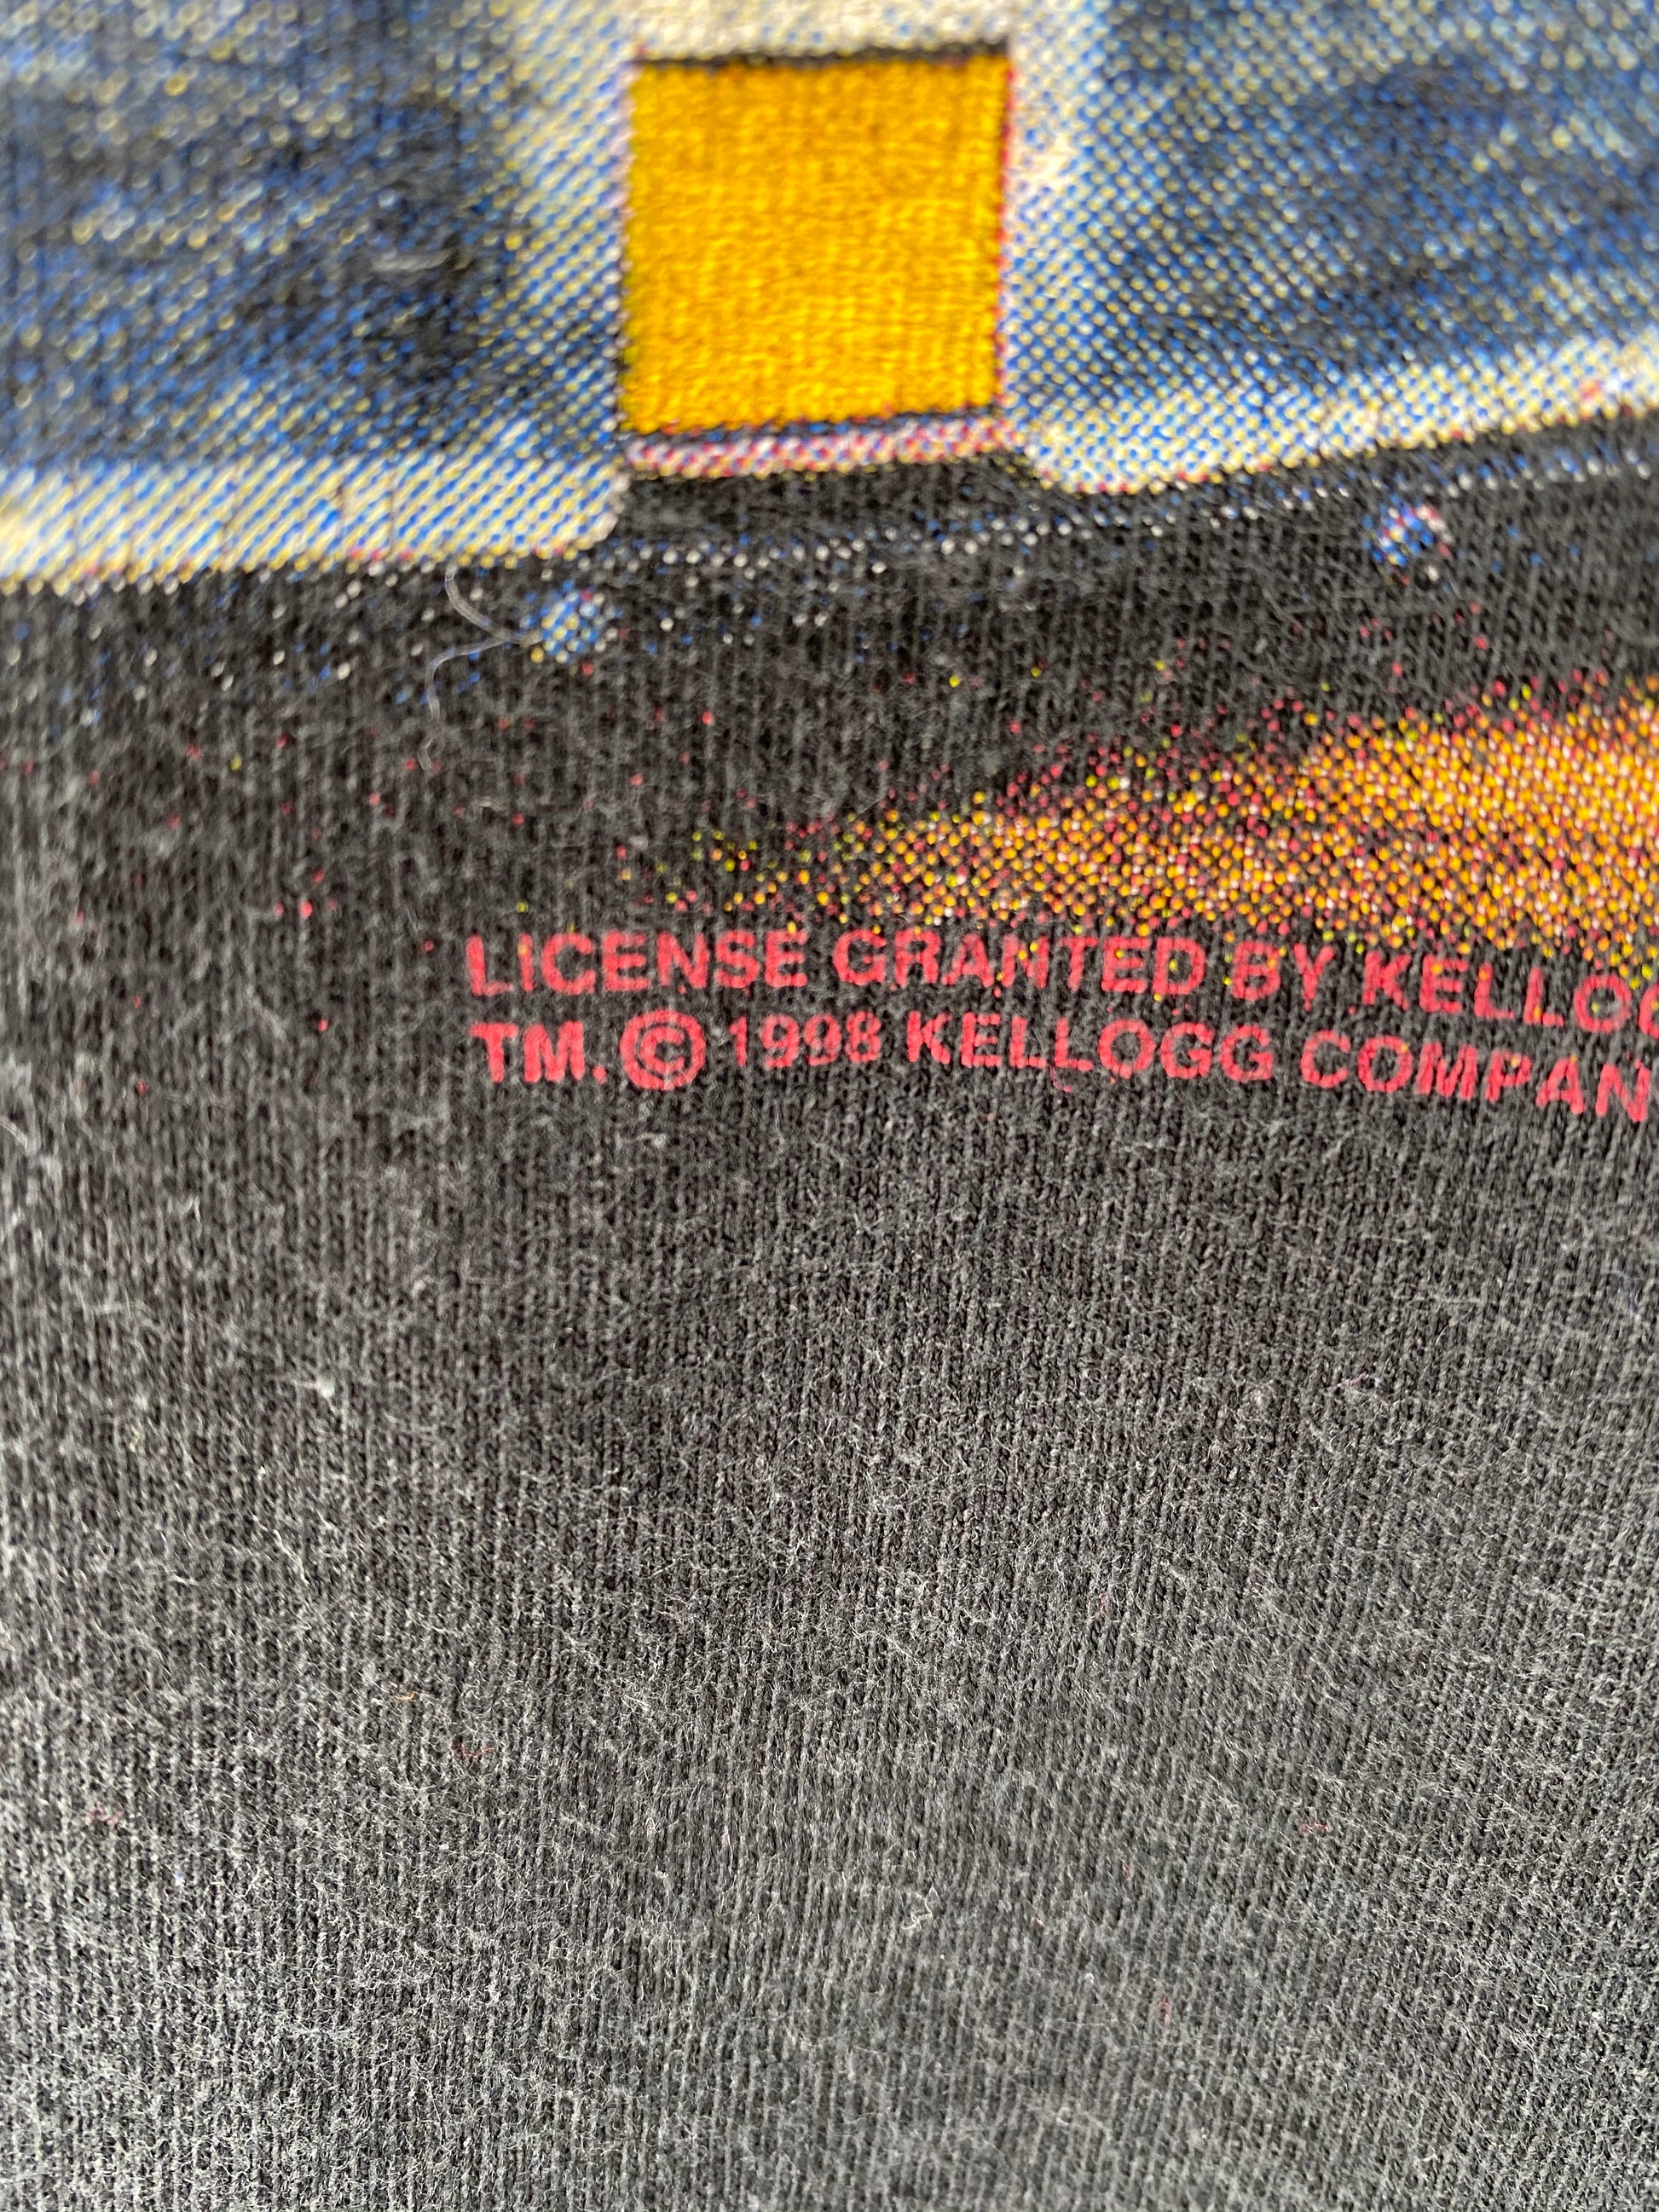 LICENSE GRANTED BY KELLOG
TM. © 1998 KELLOGG COMPAN